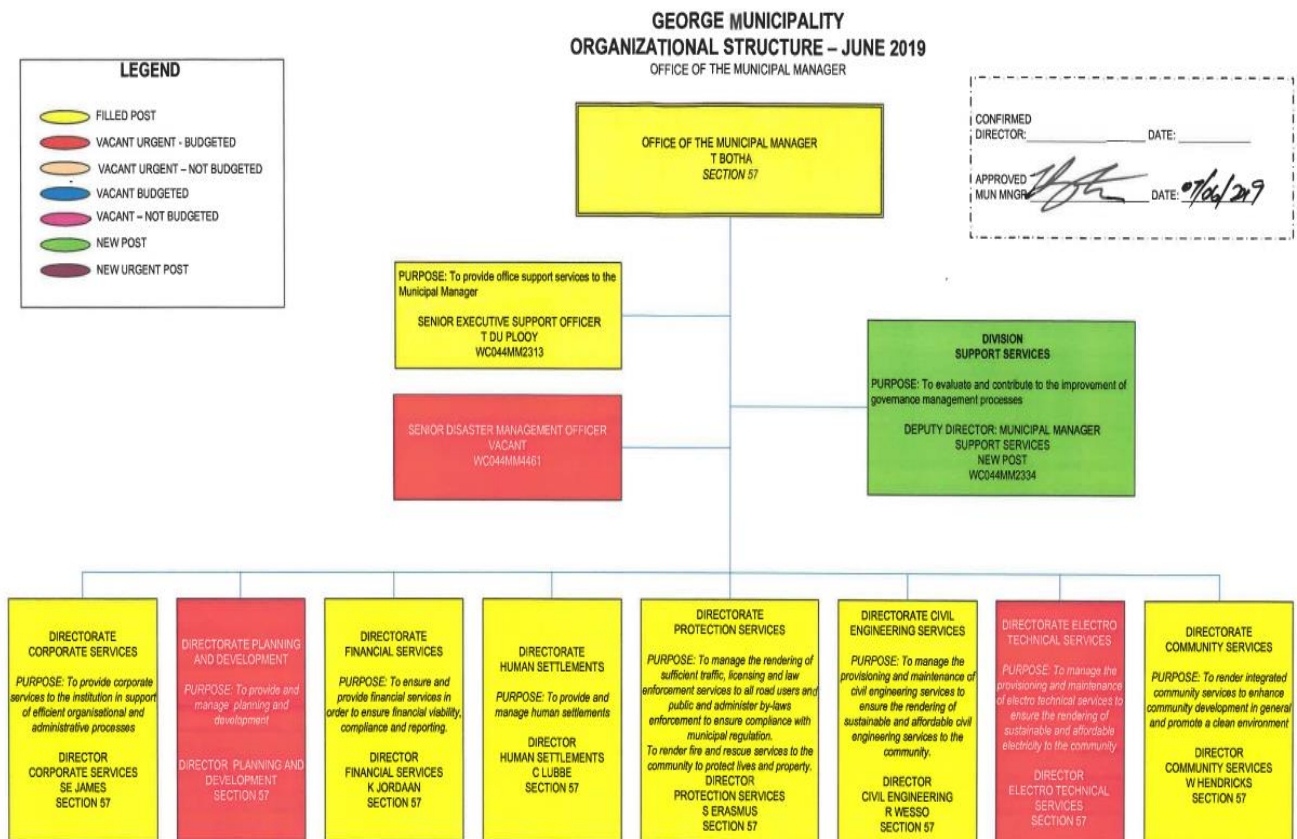 GEORGE MUNICIPALITY
ORGANIZATIONAL STRUCTURE – JUNE 2019
OFFICE OF THE MUNICIPAL MANAGER
LEGEND
FILLED POST
VACANT URGENT - BUDGETED
VACANT URGENT – NOT BUDGETED
VACANT BUDGETED
VACANT – NOT BUDGETED
NEW POST
NEW URGENT POST
OFFICE OF THE MUNICIPAL MANAGER
T BOTHA
SECTION 57
CONFIRMED
DIRECTOR: DATE:
APPROVED
MUN MNGR DATE:
PURPOSE: To provide office support services to the
Municipal Manager
SENIOR EXECUTIVE SUPPORT OFFICER
T DU PLOOY
WC044MM2313
SENIOR DISASTER MANAGEMENT OFFICER
VACANT
WC044MM4461
DIVISION
SUPPORT SERVICES
PURPOSE: To evaluate and contribute to the improvement of
governance management processes
DEPUTY DIRECTOR: MUNICIPAL MANAGER
SUPPORT SERVICES
NEW POST
WC044MM2334
DIRECTORATE
CORPORATE SERVICES
PURPOSE: To provide corporate
services to the institution in support
of efficient organisational and
administrative processes
DIRECTOR
CORPORATE SERVICES
SE JAMES
SECTION 57
DIRECTORATE PLANNING
AND DEVELOPMENT
PURPOSE: To provide and
manage planning and
development
DIRECTOR PLANNING AND
DEVELOPMENT
SECTION 57
DIRECTORATE
FINANCIAL SERVICES
PURPOSE: To ensure and
provide financial services in
order to ensure financial viability,
compliance and reporting.
DIRECTOR
FINANCIAL SERVICES
K JORDAAN
SECTION 57
DIRECTORATE
HUMAN SETTLEMENTS
PURPOSE: To provide and
manage human settlements
DIRECTOR
HUMAN SETTLEMENTS
C LUBBE
SECTION 57
DIRECTORATE
PROTECTION SERVICES
PURPOSE: To manage the rendering of
sufficient traffic, licensing and law
enforcement services to all road users and
public and administer by-laws
enforcement to ensure compliance with
municipal regulation.
To render fire and rescue services to the
community to protect lives and property.
DIRECTOR
PROTECTION SERVICES
S ERASMUS
SECTION 57
DIRECTORATE CIVIL
ENGINEERING SERVICES
PURPOSE: To manage the
provisioning and maintenance of
civil engineering services to
ensure the rendering of
sustainable and affordable civil
engineering services to the
community.
DIRECTOR
CIVIL ENGINEERING
R WESSO
SECTION 57
DIRECTORATE ELECTRO
TECHNICAL SERVICES
PURPOSE: To manage the
provisioning and maintenance
of electro technical services to
ensure the rendering of
sustainable and affordable
electricity to the community
DIRECTOR
ELECTRO TECHNICAL
SERVICES
SECTION 57
DIRECTORATE
COMMUNITY SERVICES
PURPOSE: To render integrated
community services to enhance
community development in general
and promote a clean environment
DIRECTOR
COMMUNITY SERVICES
W HENDRICKS
SECTION 57